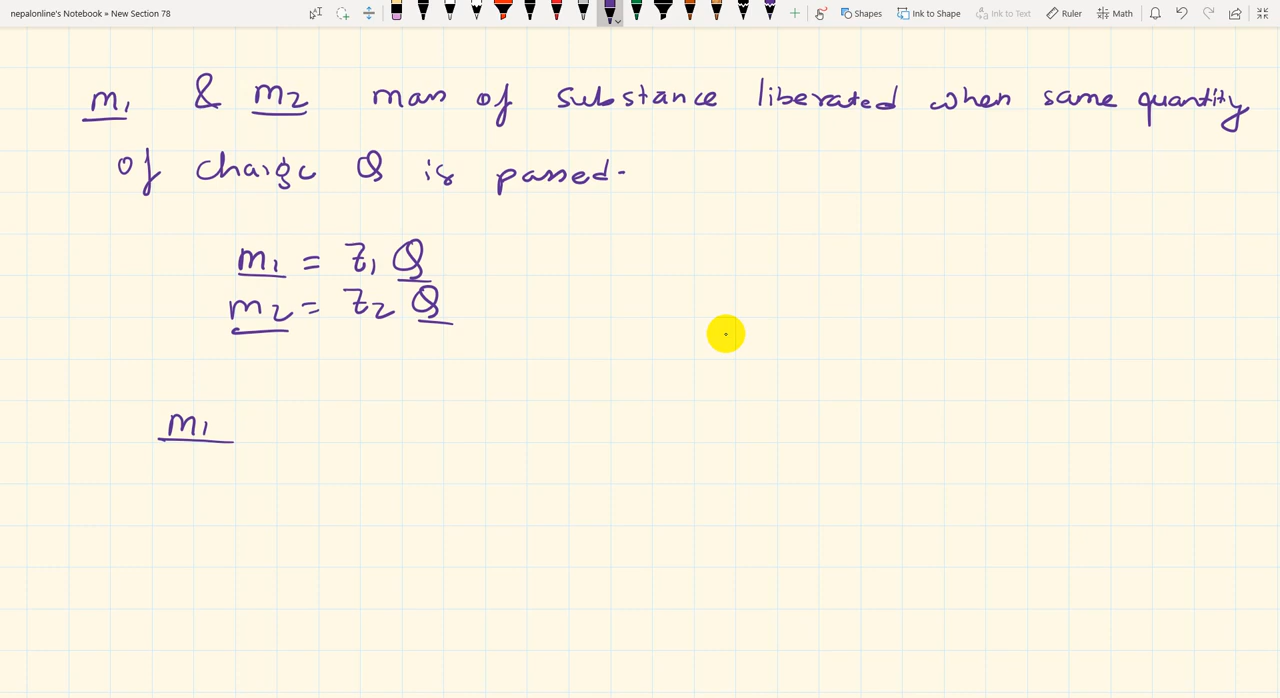 nepalonline's Notebook » New Section 78
Shapes Ink to Shape Ink to Text Ruler Math
m₁ & m₂ mass of substance liberated when same quantity
of charge Q is passed.
m₁ = Z₁ Q
m₂ = Z₂ Q
m₁